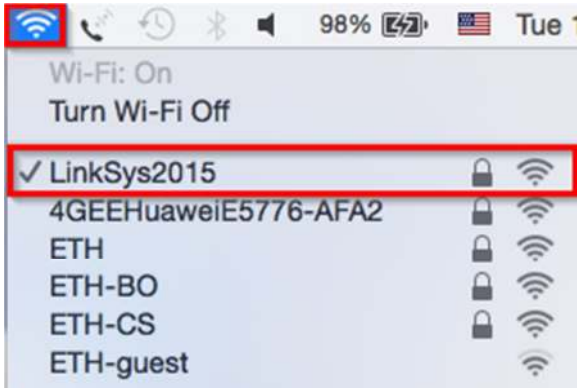 98% Tue
Wi-Fi: On
Turn Wi-Fi Off
LinkSys2015
4GEEHuaweiE5776-AFA2
ETH
ETH-BO
ETH-CS
ETH-guest